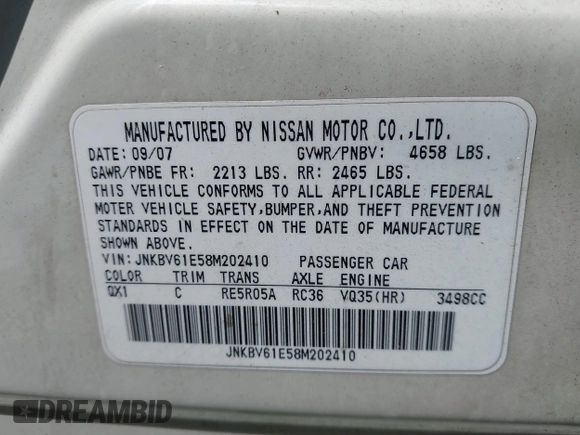 MANUFACTURED BY NISSAN MOTOR CO.,LTD.
DATE: 09/07 GVWR/PNBV: 4658 LBS.
GAWR/PNBE FR: 2213 LBS. RR: 2465 LBS.
THIS VEHICLE CONFORMS TO ALL APPLICABLE FEDERAL
MOTOR VEHICLE SAFETY,BUMPER,AND THEFT PREVENTION
STANDARDS IN EFFECT ON THE DATE OF MANUFACTURE
SHOWN ABOVE.
VIN: JNKBV61E58M202410 PASSENGER CAR
COLOR TRIM TRANS AXLE ENGINE
QX1 C RE5R05A RC36 VQ35(HR) 3498CC
JNKBV61E58M202410
DREAMBID